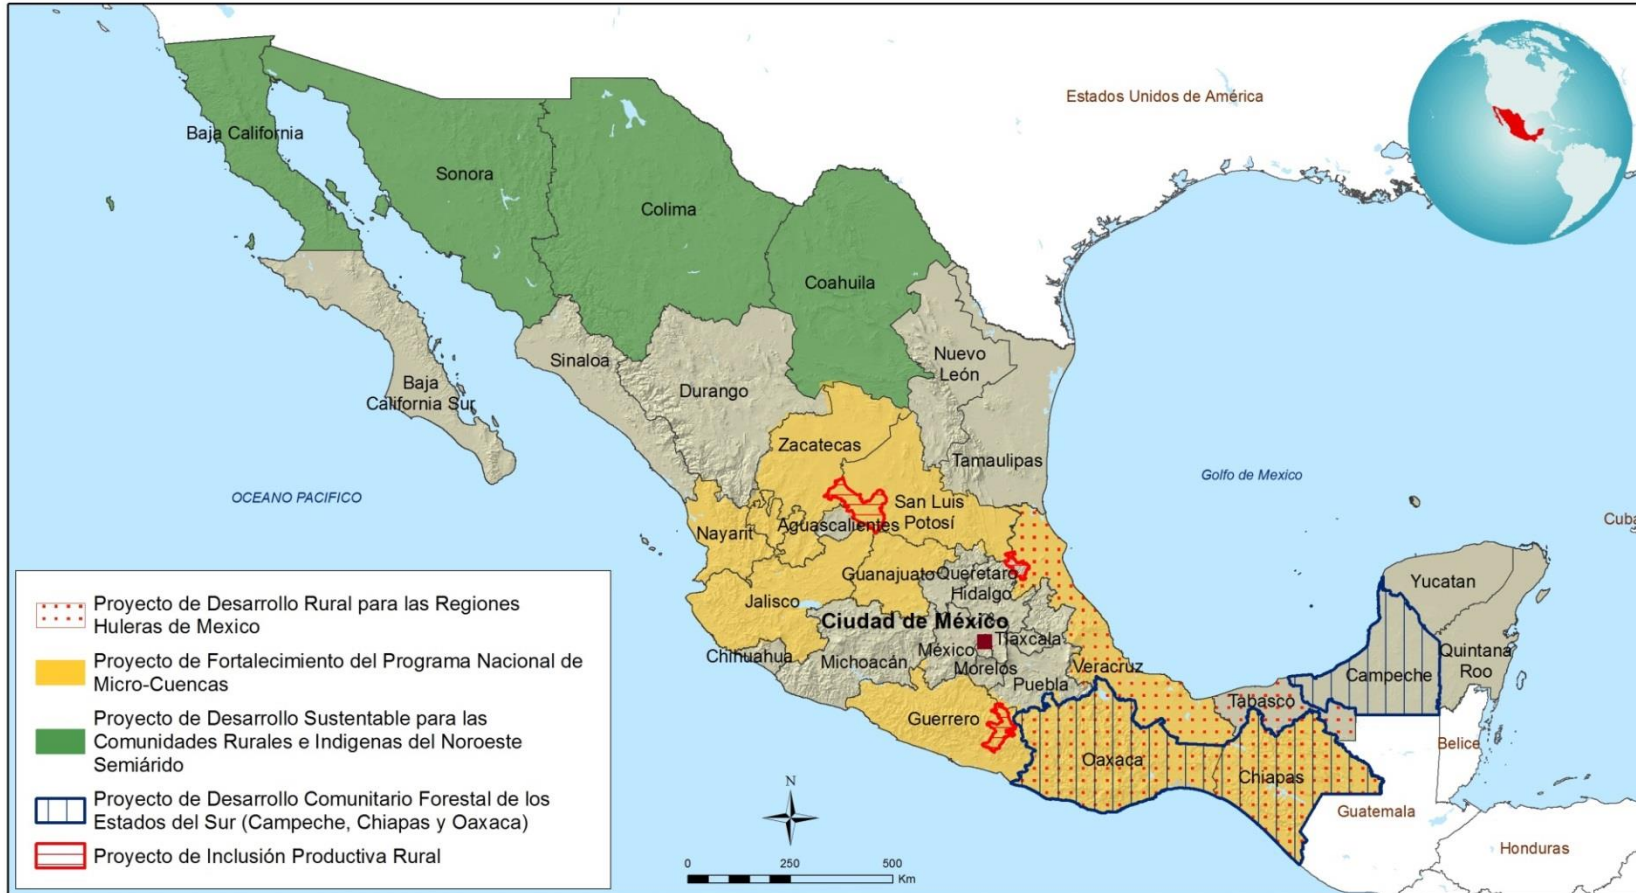 Estados Unidos de América
Baja California
Sonora
Colima
Coahuila
Nuevo
León
Sinaloa
Durango
Baja
California Sur
Zacatecas
Tamaulipas
OCEANO PACIFICO
Golfo de Mexico
San Luis
Potosí
Aguascalientes
Nayarit
Cuba
Guanajuato
Querétaro
Hidalgo
Yucatan
Jalisco
Ciudad de México
Tlaxcala
Chihuahua
Michoacán
México
Morelos
Puebla
Veracruz
Campeche
Quintana
Roo
Tabasco
Guerrero
Belice
Oaxaca
Chiapas
Guatemala
Honduras
Proyecto de Desarrollo Rural para las Regiones
Huleras de Mexico
Proyecto de Fortalecimiento del Programa Nacional de
Micro-Cuencas
Proyecto de Desarrollo Sustentable para las
Comunidades Rurales e Indigenas del Noroeste
Semiárido
Proyecto de Desarrollo Comunitario Forestal de los
Estados del Sur (Campeche, Chiapas y Oaxaca)
Proyecto de Inclusión Productiva Rural
N
0 250 500
Km